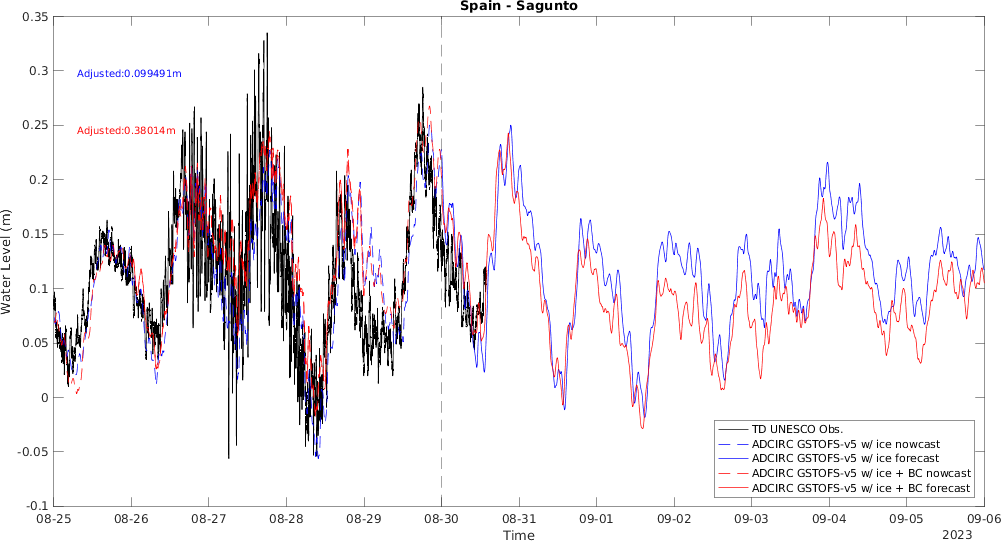 Spain - Sagunto
0.35
0.3
0.25
0.2
0.15
0.1
0.05
0
-0.05
-0.1
Water Level (m)
Adjusted:0.099491m
Adjusted:0.38014m
TD UNESCO Obs.
ADCIRC GSTOFS-v5 w/ ice nowcast
ADCIRC GSTOFS-v5 w/ ice forecast
ADCIRC GSTOFS-v5 w/ ice + BC nowcast
ADCIRC GSTOFS-v5 w/ ice + BC forecast
08-25 08-26 08-27 08-28 08-29 08-30 08-31 09-01 09-02 09-03 09-04 09-05 09-06
Time
2023